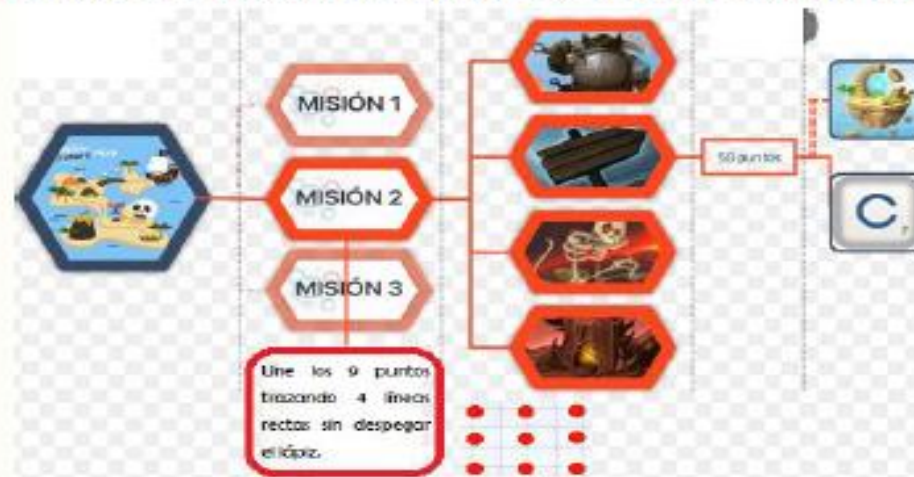 MISIÓN 1
MISIÓN 2
MISIÓN 3
50 puntos
C
Une los 9 puntos
trazando 4 líneas
rectas sin despegar
el lápiz.